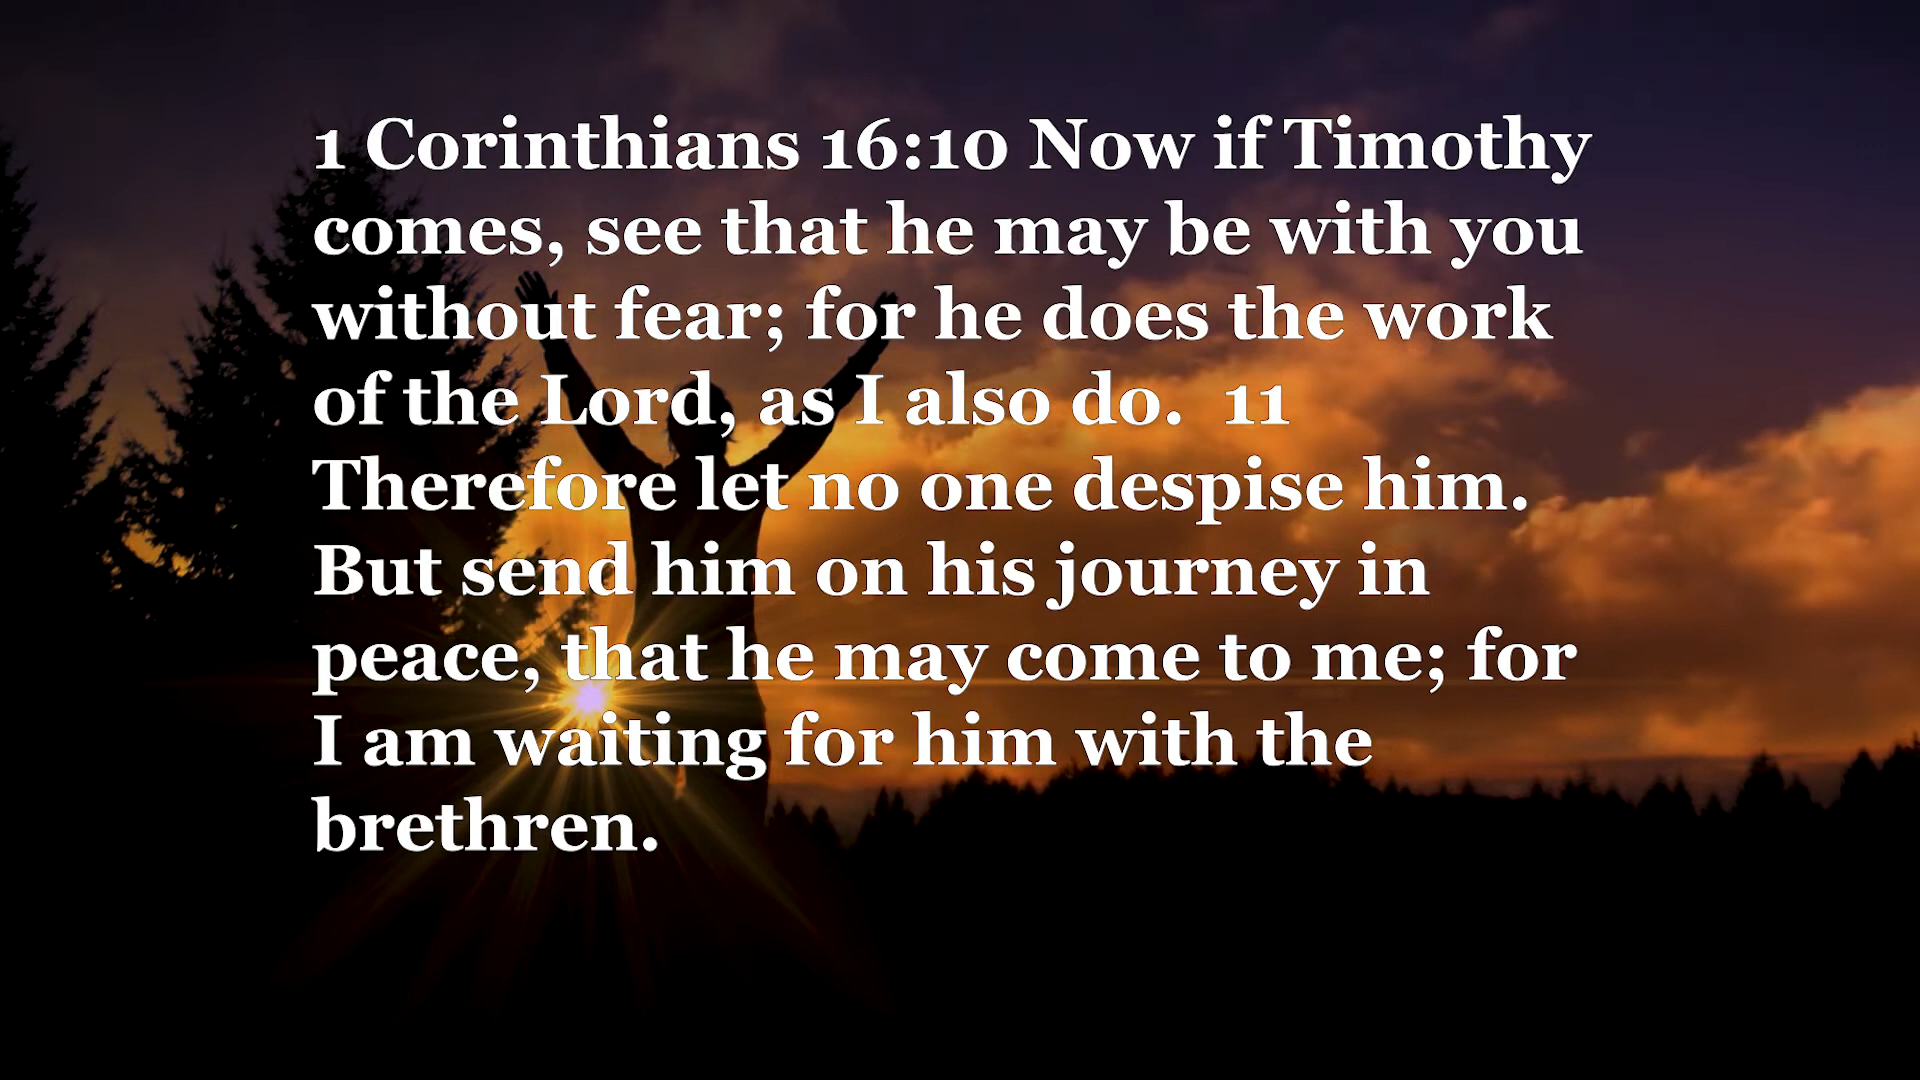 1 Corinthians 16:10 Now if Timothy
comes, see that he may be with you
without fear; for he does the work
of the Lord, as I also do.  11
Therefore let no one despise him.
But send him on his journey in
peace, that he may come to me; for
I am waiting for him with the
brethren.